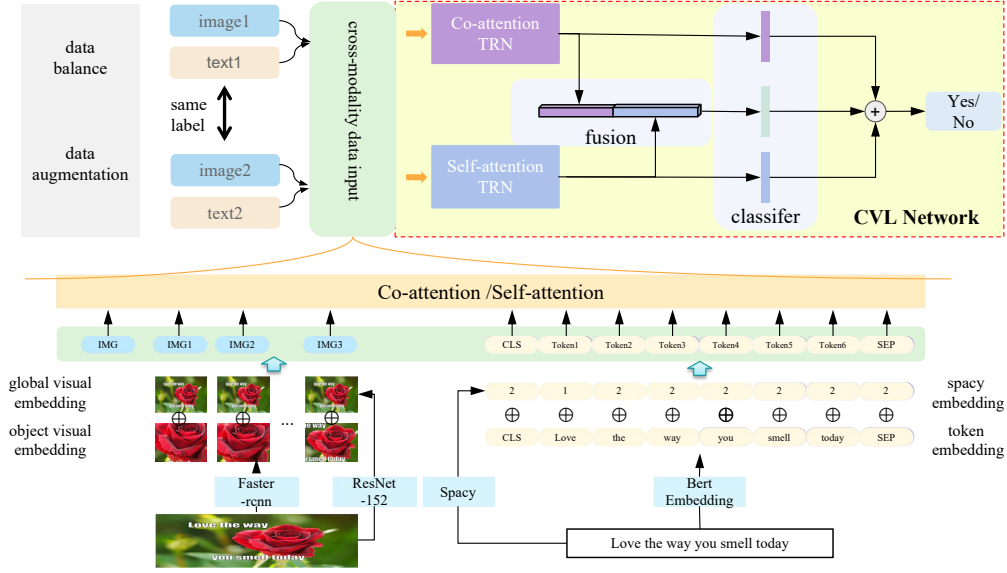 data
balance
data
augmentation
image1
text1
same
label
image2
text2
cross-modality data input
Co-attention
TRN
fusion
Self-attention
TRN
classifer
+
Yes/
No
CVL Network
Co-attention /Self-attention
IMG
IMG1
IMG2
IMG3
CLS
Token1
Token2
Token3
Token4
Token5
Token6
SEP
global visual
embedding
object visual
embedding
...
2 1 2 2 2 2 2 2
spacy
embedding
CLS Love the way you smell today SEP
token
embedding
Faster
-rcnn
ResNet
-152
Spacy
Bert
Embedding
Love the way
you smell today
Love the way you smell today